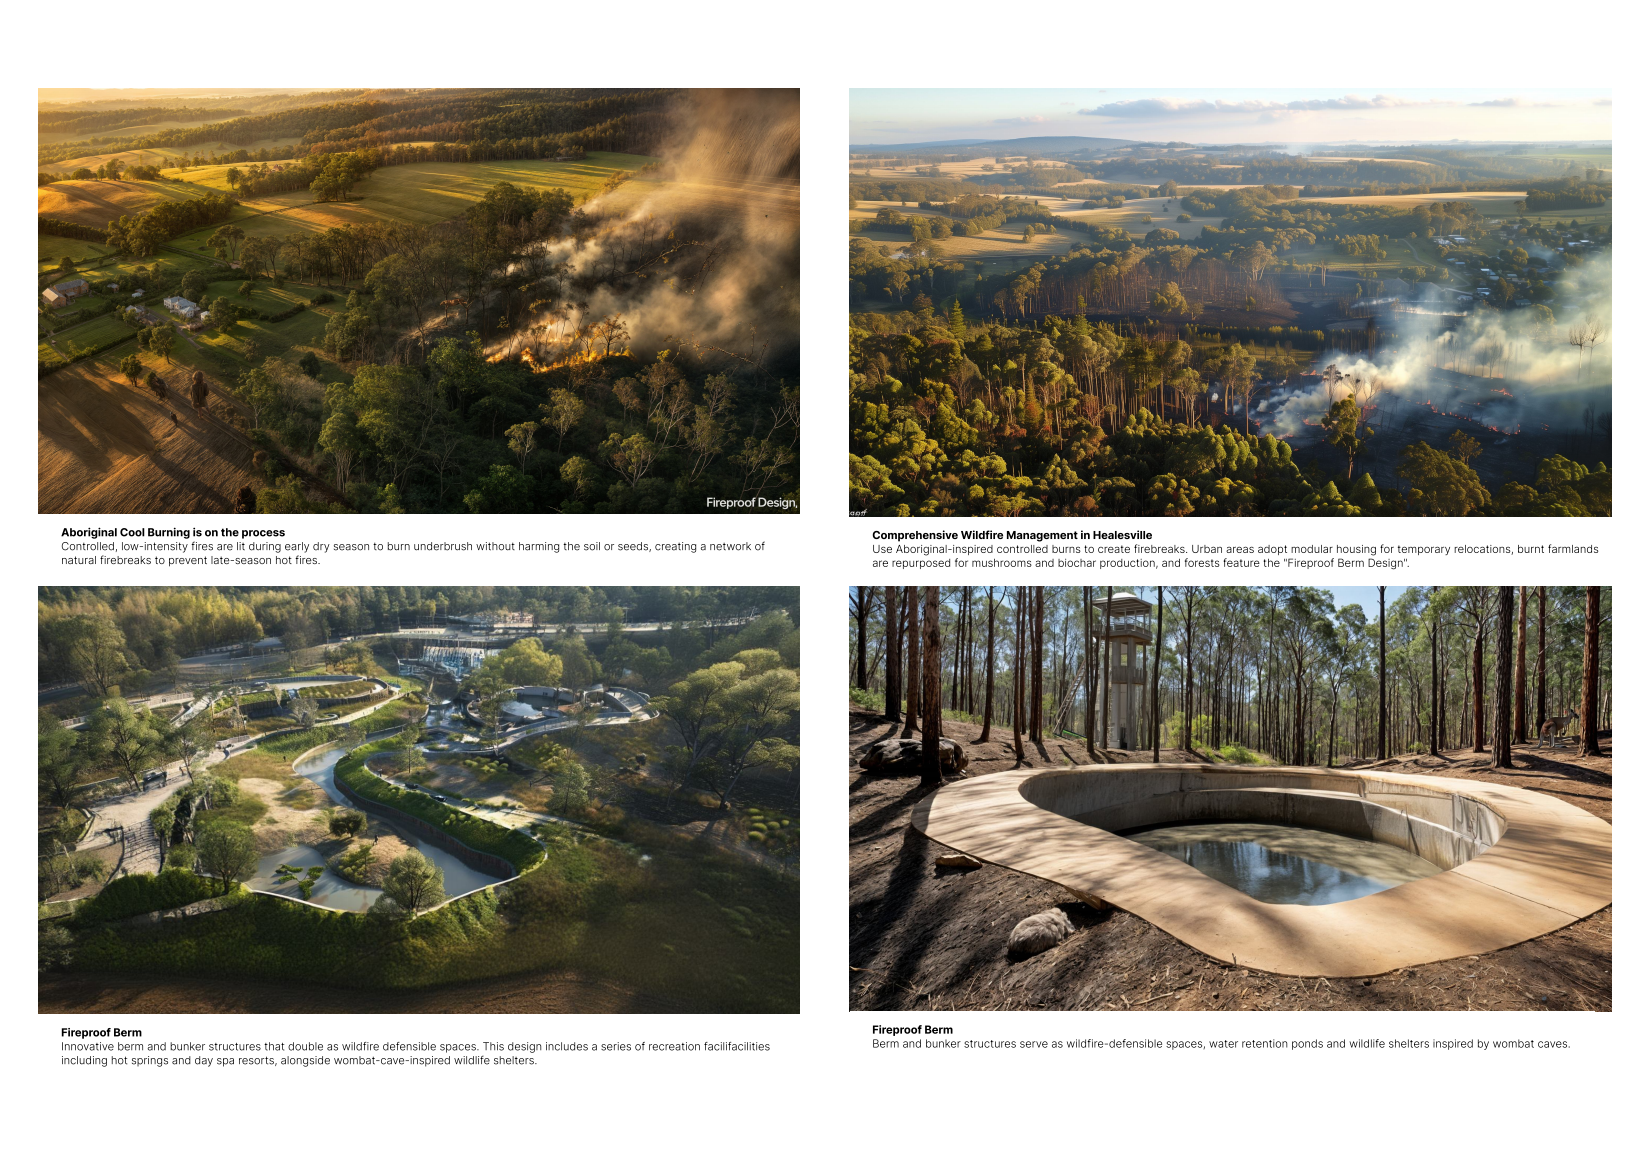 Fireproof Design,
Aboriginal Cool Burning is on the process
Controlled, low-intensity fires are lit during early dry season to burn underbrush without harming the soil or seeds, creating a network of
natural firebreaks to prevent late-season hot fires.
Comprehensive Wildfire Management in Healesville
Use Aboriginal-inspired controlled burns to create firebreaks. Urban areas adopt modular housing for temporary relocations, burnt farmlands
are repurposed for mushrooms and biochar production, and forests feature the "Fireproof Berm Design".
Fireproof Berm
Innovative berm and bunker structures that double as wildfire defensible spaces. This design includes a series of recreation facilifacilities
including hot springs and day spa resorts, alongside wombat-cave-inspired wildlife shelters.
Fireproof Berm
Berm and bunker structures serve as wildfire-defensible spaces, water retention ponds and wildlife shelters inspired by wombat caves.